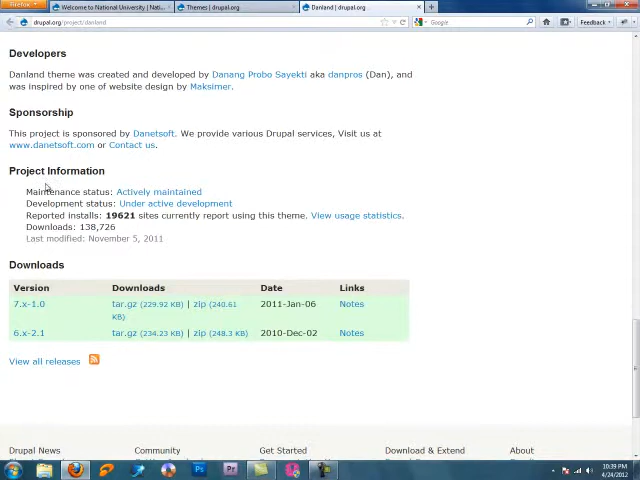 Firefox
Welcome to National University | Nati...
Themes | drupal.org
Danland | drupal.org
drupal.org/project/danland
Google
Feedback
Developers
Danland theme was created and developed by Danang Probo Sayekti aka danpros (Dan), and
was inspired by one of website design by Maksimer.
Sponsorship
This project is sponsored by Danetsoft. We provide various Drupal services, Visit us at
www.danetsoft.com or Contact us.
Project Information
Maintenance status: Actively maintained
Development status: Under active development
Reported installs: 19621 sites currently report using this theme. View usage statistics.
Downloads: 138,726
Last modified: November 5, 2011
Downloads
Version Downloads Date Links
7.x-1.0 tar.gz (229.92 KB) | zip (240.61 2011-Jan-06 Notes
KB)
6.x-2.1 tar.gz (234.23 KB) | zip (248.3 KB) 2010-Dec-02 Notes
View all releases
Drupal News Community Get Started Download & Extend About
10:39 PM
4/24/2012